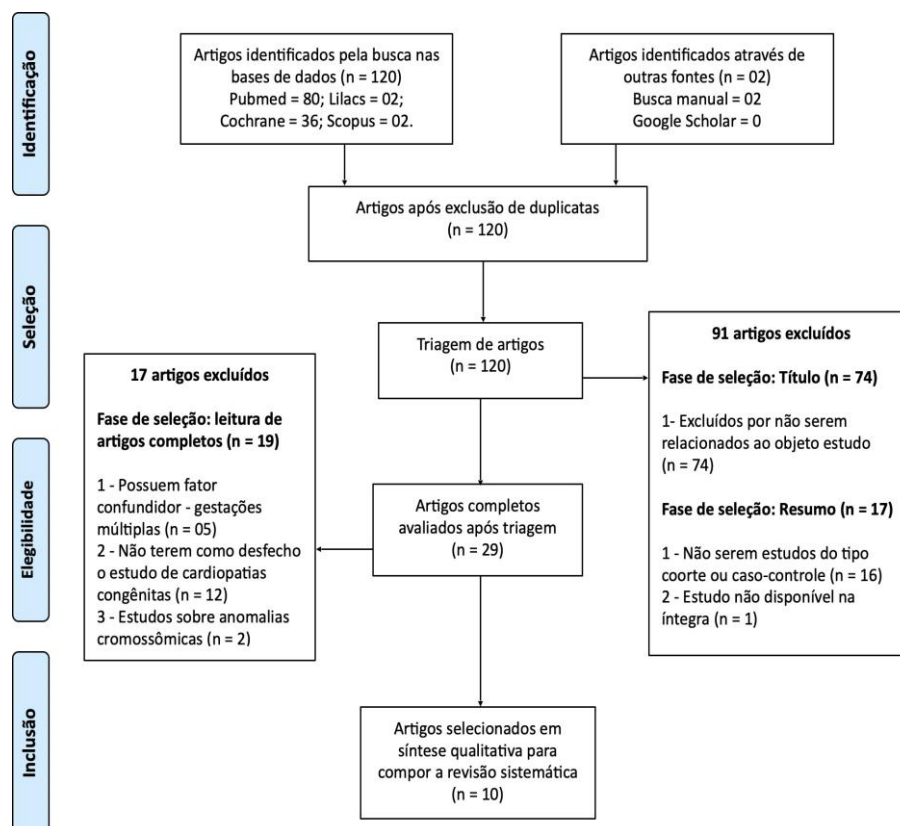 Identificação
Artigos identificados pela busca nas
bases de dados (n = 120)
Pubmed = 80; Lilacs = 02;
Cochrane = 36; Scopus = 02.
Artigos identificados através de
outras fontes (n = 02)
Busca manual = 02
Google Scholar = 0
Artigos após exclusão de duplicatas
(n = 120)
Seleção
Triagem de artigos
(n = 120)
91 artigos excluídos
Fase de seleção: Título (n = 74)
1- Excluídos por não serem
relacionados ao objeto estudo
(n = 74)
Fase de seleção: Resumo (n = 17)
1 - Não serem estudos do tipo
coorte ou caso-controle (n = 16)
2 - Estudo não disponível na
íntegra (n = 1)
17 artigos excluídos
Fase de seleção: leitura de
artigos completos (n = 19)
1 - Possuem fator
confundidor - gestações
múltiplas (n = 05)
2 - Não terem como desfecho
o estudo de cardiopatias
congênitas (n = 12)
3 - Estudos sobre anomalias
cromossômicas (n = 2)
Elegibilidade
Artigos completos
avaliados após triagem
(n = 29)
Inclusão
Artigos selecionados em
síntese qualitativa para
compor a revisão sistemática
(n = 10)